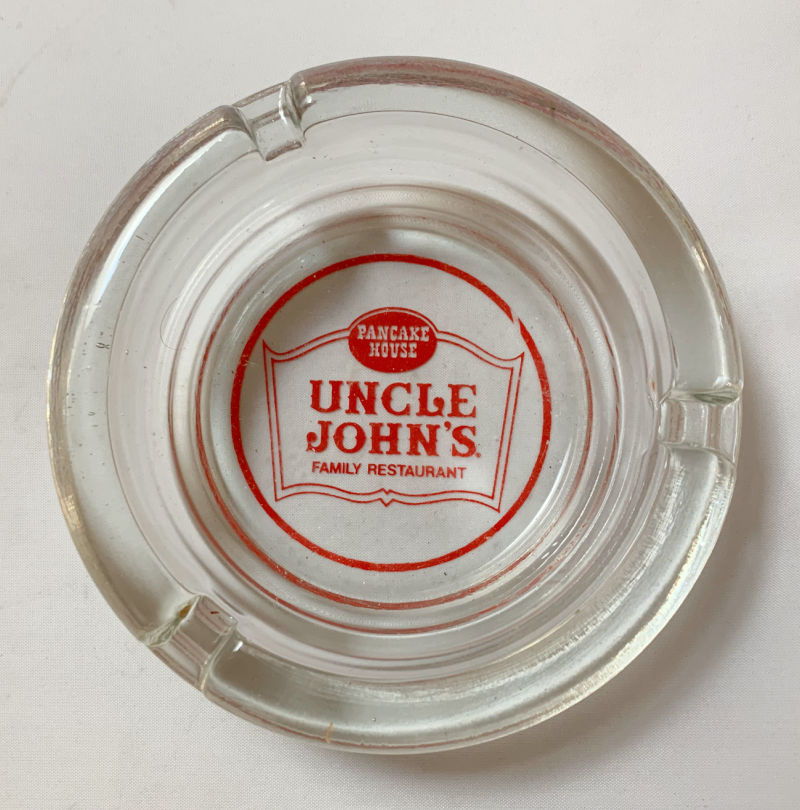 PANCAKE
HOUSE
UNCLE
JOHN'S.
FAMILY RESTAURANT